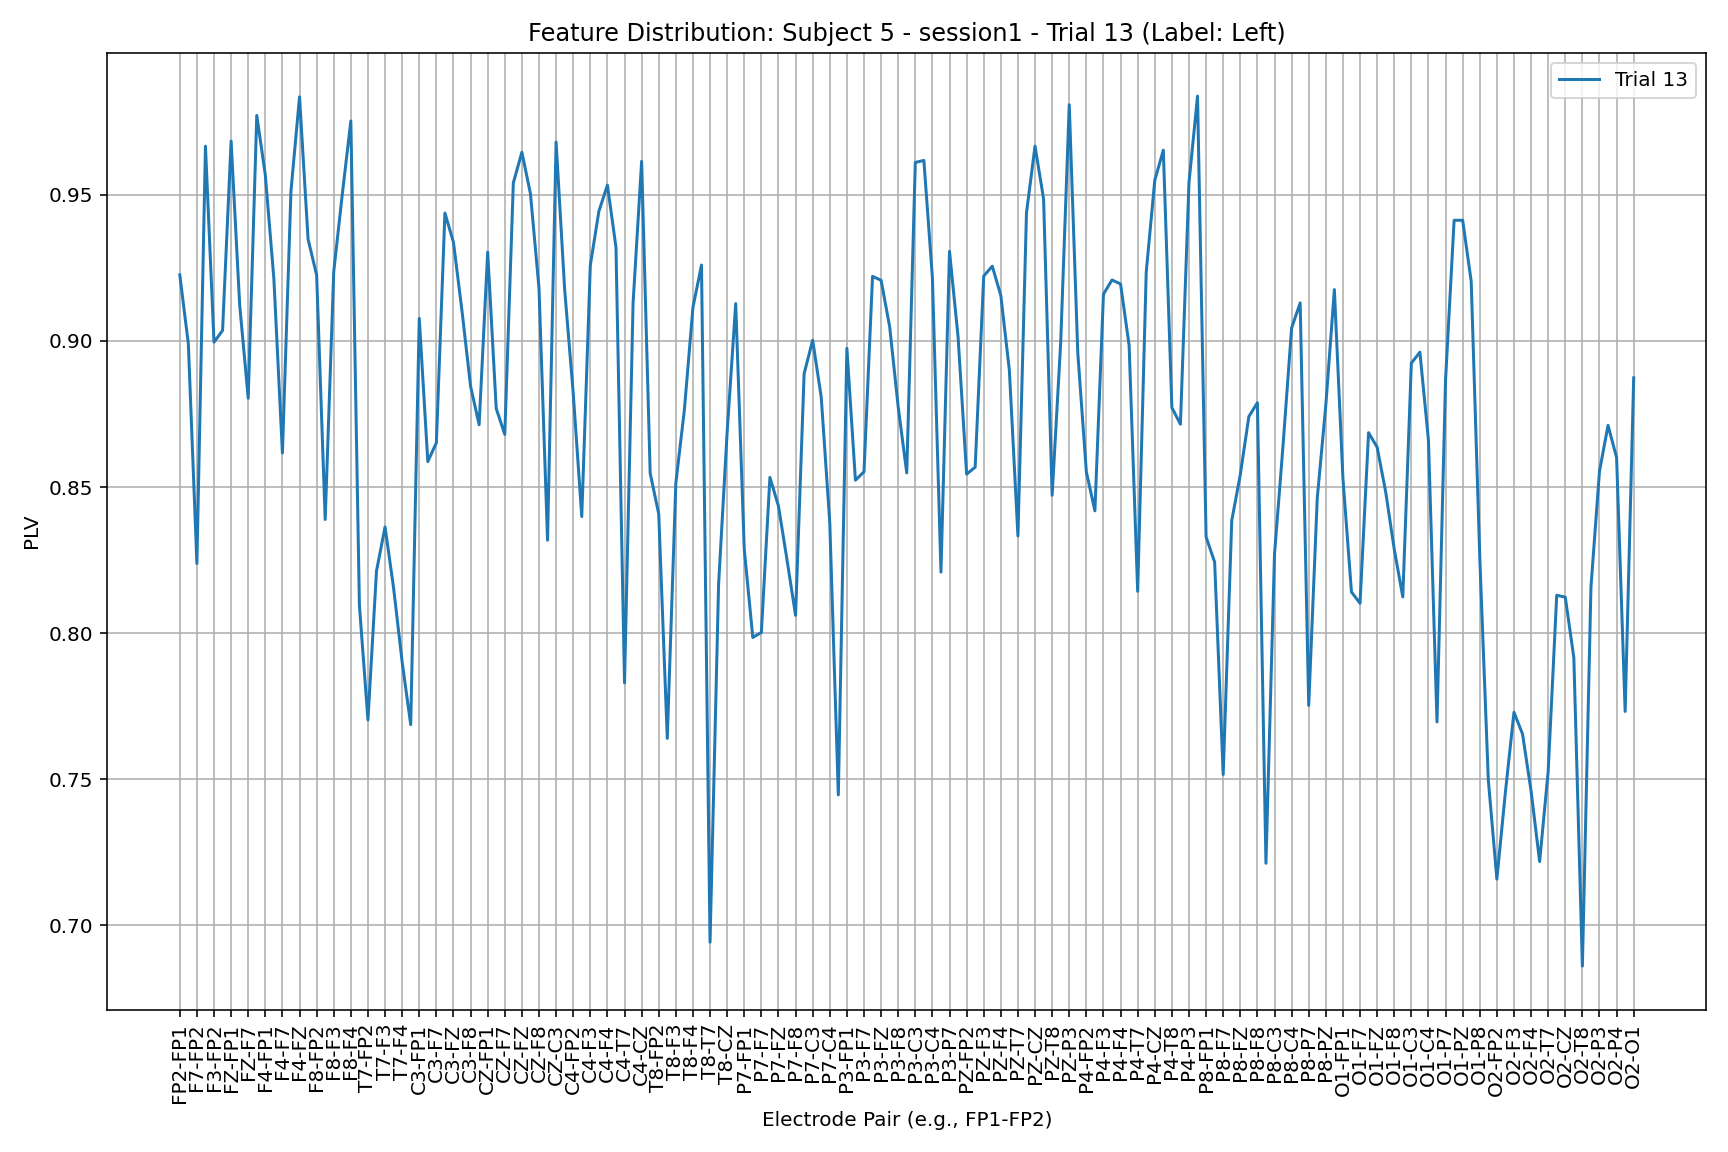 Feature Distribution: Subject 5 - session1 - Trial 13 (Label: Left)
Trial 13
PLV
0.95
0.90
0.85
0.80
0.75
0.70
FP2-FP1
F7-FP2
F3-FP2
FZ-FP1
FZ-F7
F4-FP1
F4-F7
F4-FZ
F8-FP2
F8-F3
F8-F4
T7-FP2
T7-F3
T7-F4
C3-FP1
C3-F7
C3-FZ
C3-F8
CZ-FP1
CZ-F7
CZ-FZ
CZ-F8
CZ-C3
C4-FP2
C4-F3
C4-F4
C4-T7
C4-CZ
T8-FP2
T8-F3
T8-F4
T8-T7
T8-CZ
P7-FP1
P7-F7
P7-FZ
P7-F8
P7-C3
P7-C4
P3-FP1
P3-F7
P3-FZ
P3-F8
P3-C3
P3-C4
P3-P7
PZ-FP2
PZ-F3
PZ-F4
PZ-T7
PZ-CZ
PZ-T8
PZ-P3
P4-FP2
P4-F3
P4-F4
P4-T7
P4-CZ
P4-T8
P4-P3
P8-FP1
P8-F7
P8-FZ
P8-F8
P8-C3
P8-C4
P8-P7
P8-PZ
O1-FP1
O1-F7
O1-FZ
O1-F8
O1-C3
O1-C4
O1-P7
O1-PZ
O1-P8
O2-FP2
O2-F3
O2-F4
O2-T7
O2-CZ
O2-T8
O2-P3
O2-P4
O2-O1
Electrode Pair (e.g., FP1-FP2)